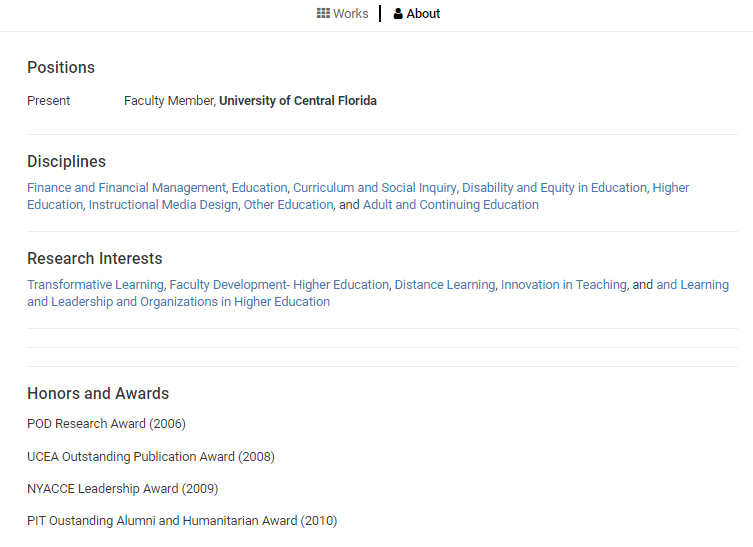 Works About
Positions
Present Faculty Member, University of Central Florida
Disciplines
Finance and Financial Management, Education, Curriculum and Social Inquiry, Disability and Equity in Education, Higher
Education, Instructional Media Design, Other Education, and Adult and Continuing Education
Research Interests
Transformative Learning, Faculty Development- Higher Education, Distance Learning, Innovation in Teaching, and and Learning
and Leadership and Organizations in Higher Education
Honors and Awards
POD Research Award (2006)
UCEA Outstanding Publication Award (2008)
NYACCE Leadership Award (2009)
PIT Oustanding Alumni and Humanitarian Award (2010)